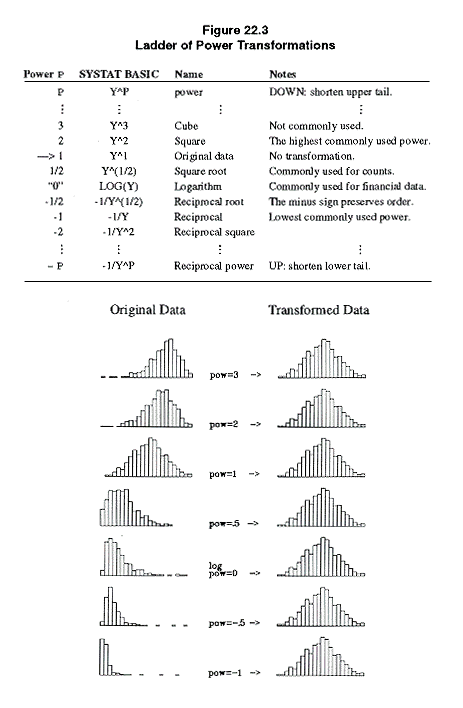 Figure 22.3
Ladder of Power Transformations
Power P SYSTAT BASIC Name Notes
P Y^P power DOWN: shorten upper tail.
⋮ ⋮ ⋮ ⋮
3 Y^3 Cube Not commonly used.
2 Y^2 Square The highest commonly used power.
—> 1 Y^1 Original data No transformation.
1/2 Y^(1/2) Square root Commonly used for counts.
"0" LOG(Y) Logarithm Commonly used for financial data.
-1/2 -1/Y^(1/2) Reciprocal root The minus sign preserves order.
-1 -1/Y Reciprocal Lowest commonly used power.
-2 -1/Y^2 Reciprocal square
⋮ ⋮ ⋮ ⋮
– P -1/Y^P Reciprocal power UP: shorten lower tail.
Original Data Transformed Data
pow=3 –>
pow=2 –>
pow=1 –>
pow=.5 –>
log
pow=0 –>
pow=-.5 –>
pow=-1 –>